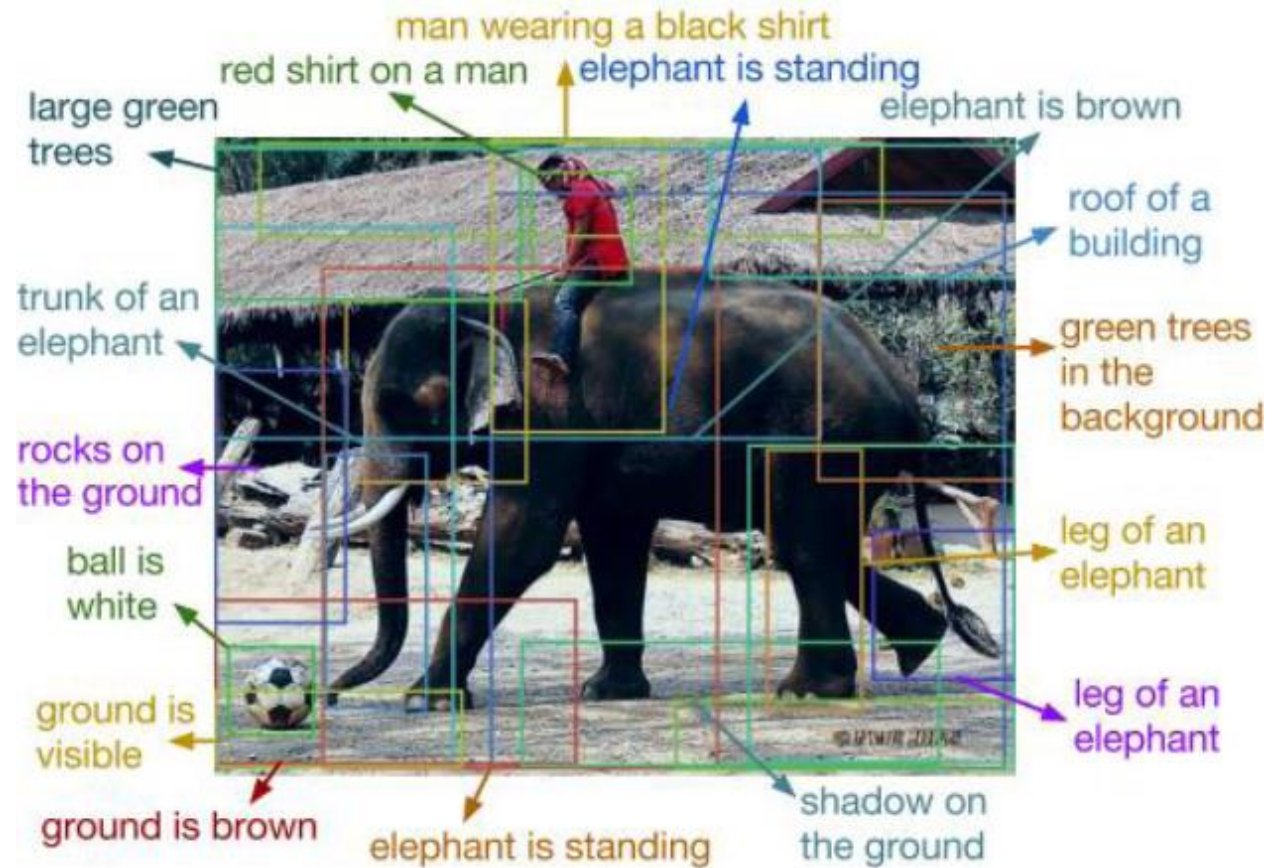 man wearing a black shirt
red shirt on a man
elephant is standing
large green
trees
elephant is brown
roof of a
building
trunk of an
elephant
green trees
in the
background
rocks on
the ground
leg of an
elephant
ball is
white
leg of an
elephant
ground is
visible
shadow on
the ground
ground is brown
elephant is standing